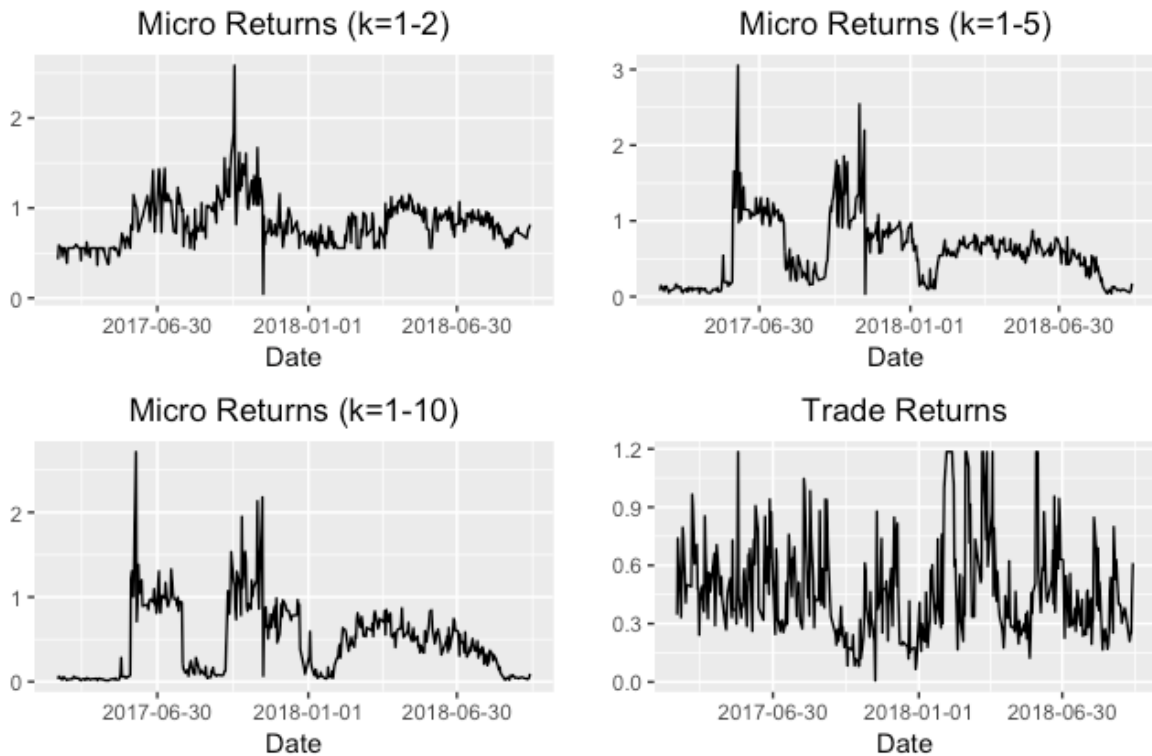 Micro Returns (k=1-2)
2
1
0
2017-06-30 2018-01-01 2018-06-30
Date
Micro Returns (k=1-5)
3
2
1
0
2017-06-30 2018-01-01 2018-06-30
Date
Micro Returns (k=1-10)
2
1
0
2017-06-30 2018-01-01 2018-06-30
Date
Trade Returns
1.2
0.9
0.6
0.3
0.0
2017-06-30 2018-01-01 2018-06-30
Date